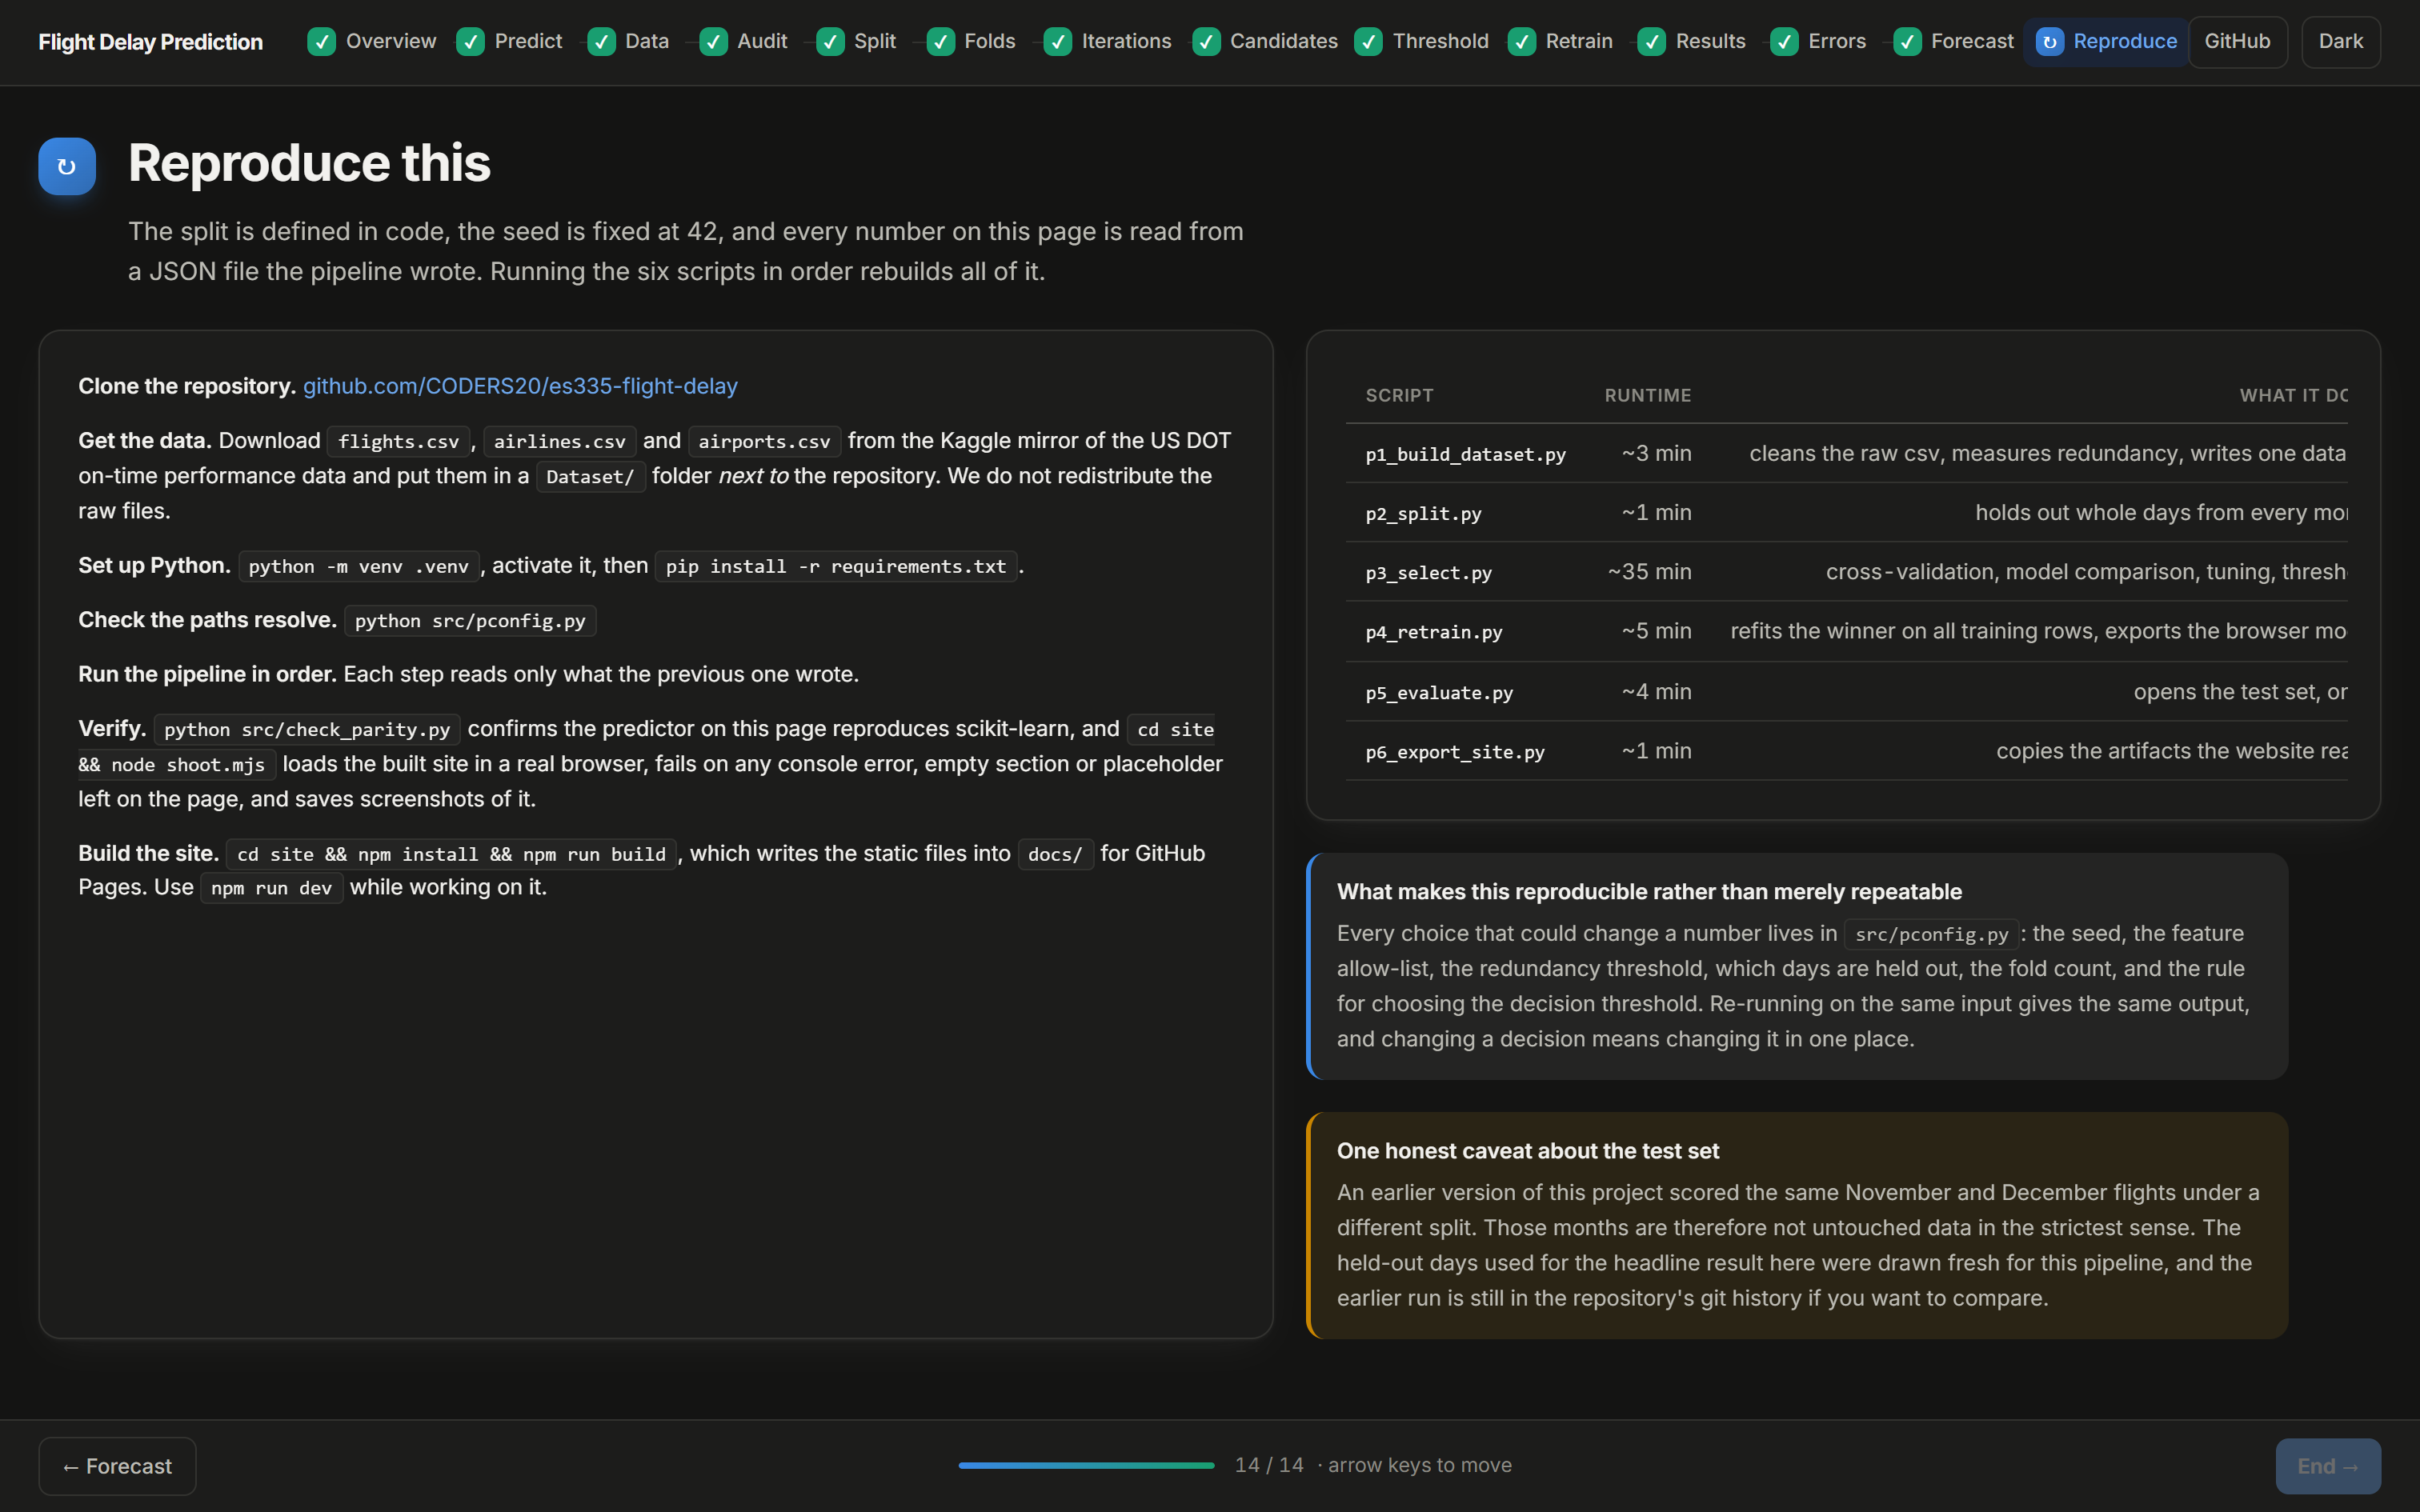 Flight Delay Prediction
Overview
Predict
Data
Audit
Split
Folds
Iterations
Candidates
Threshold
Retrain
Results
Errors
Forecast
Reproduce
GitHub
Dark
Reproduce this
The split is defined in code, the seed is fixed at 42, and every number on this page is read from
a JSON file the pipeline wrote. Running the six scripts in order rebuilds all of it.
Clone the repository. github.com/CODERS20/es335-flight-delay
Get the data. Download flights.csv, airlines.csv and airports.csv from the Kaggle mirror of the US DOT
on-time performance data and put them in a Dataset/ folder next to the repository. We do not redistribute the
raw files.
Set up Python. python -m venv .venv, activate it, then pip install -r requirements.txt.
Check the paths resolve. python src/pconfig.py
Run the pipeline in order. Each step reads only what the previous one wrote.
Verify. python src/check_parity.py confirms the predictor on this page reproduces scikit-learn, and cd site
&& node shoot.mjs loads the built site in a real browser, fails on any console error, empty section or placeholder
left on the page, and saves screenshots of it.
Build the site. cd site && npm install && npm run build, which writes the static files into docs/ for GitHub
Pages. Use npm run dev while working on it.
SCRIPT RUNTIME WHAT IT
p1_build_dataset.py ~3 min cleans the raw csv, measures redundancy, writes one data
p2_split.py ~1 min holds out whole days from every
p3_select.py ~35 min cross-validation, model comparison, tuning,
p4_retrain.py ~5 min refits the winner on all training rows, exports the browser
p5_evaluate.py ~4 min opens the test set,
p6_export_site.py ~1 min copies the artifacts the website
What makes this reproducible rather than merely repeatable
Every choice that could change a number lives in src/pconfig.py: the seed, the feature
allow-list, the redundancy threshold, which days are held out, the fold count, and the rule
for choosing the decision threshold. Re-running on the same input gives the same output,
and changing a decision means changing it in one place.
One honest caveat about the test set
An earlier version of this project scored the same November and December flights under a
different split. Those months are therefore not untouched data in the strictest sense. The
held-out days used for the headline result here were drawn fresh for this pipeline, and the
earlier run is still in the repository's git history if you want to compare.
← Forecast
14 / 14 · arrow keys to move
End →